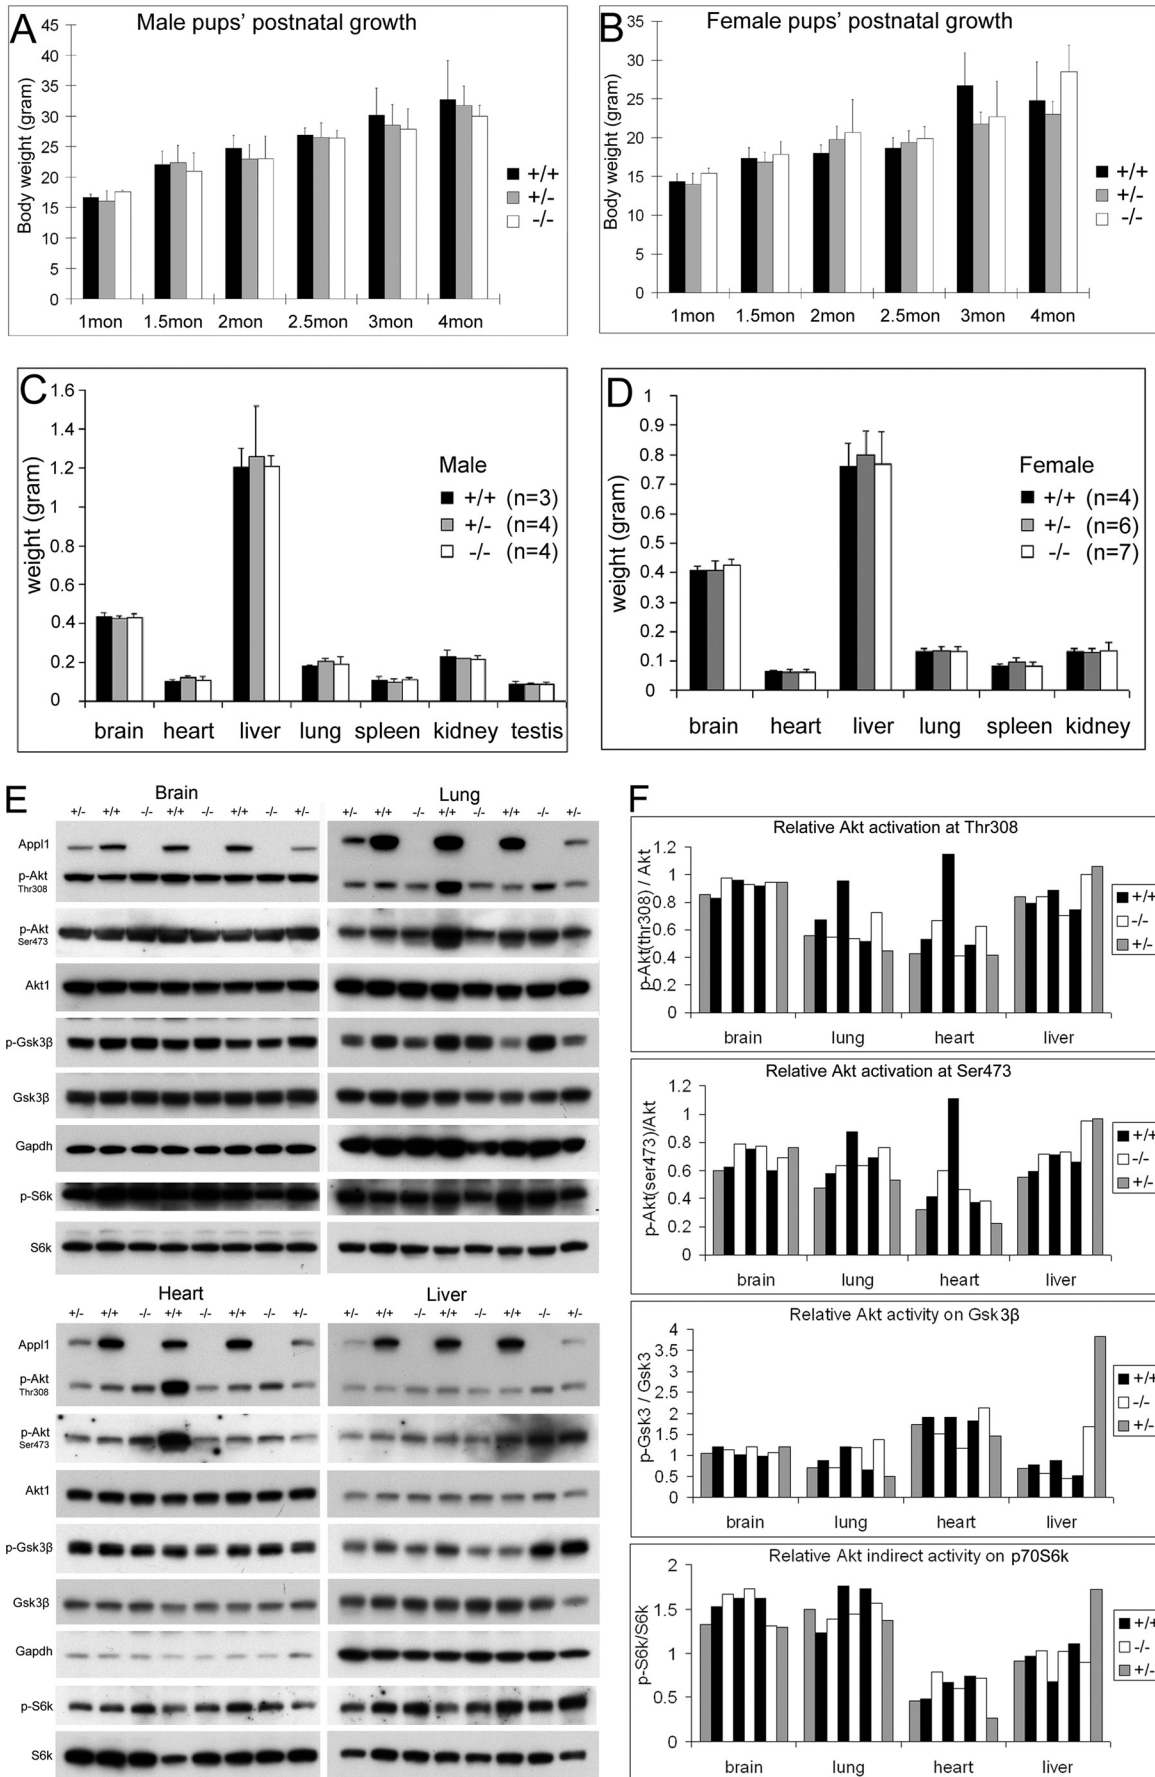 A
Male pups' postnatal growth
Body weight (gram)
45
40
35
30
25
20
15
10
5
0
1mon 1.5mon 2mon 2.5mon 3mon 4mon
+/+
+/-
-/-
B
Female pups' postnatal growth
Body weight (gram)
35
30
25
20
15
10
5
0
1mon 1.5mon 2mon 2.5mon 3mon 4mon
+/+
+/-
-/-
C
weight (gram)
1.6
1.4
1.2
1
0.8
0.6
0.4
0.2
0
brain heart liver lung spleen kidney testis
Male
+/+ (n=3)
+/- (n=4)
-/- (n=4)
D
weight (gram)
1
0.9
0.8
0.7
0.6
0.5
0.4
0.3
0.2
0.1
0
brain heart liver lung spleen kidney
Female
+/+ (n=4)
+/- (n=6)
-/- (n=7)
E
Brain
+/- +/+ -/- +/+ -/- +/+ -/- +/-
Lung
+/- +/+ -/- +/+ -/- +/+ -/- +/-
Appl1
p-Akt
Thr308
p-Akt
Ser473
Akt1
p-Gsk3β
Gsk3β
Gapdh
p-S6k
S6k
Heart
+/- +/+ -/- +/+ -/- +/+ -/- +/-
Liver
+/- +/+ -/- +/+ -/- +/+ -/- +/-
Appl1
p-Akt
Thr308
p-Akt
Ser473
Akt1
p-Gsk3β
Gsk3β
Gapdh
p-S6k
S6k
F
Relative Akt activation at Thr308
p-Akt(thr308) / Akt
1.2
1
0.8
0.6
0.4
0.2
0
brain lung heart liver
+/+
-/-
+/-
Relative Akt activation at Ser473
p-Akt(ser473)/Akt
1.2
1
0.8
0.6
0.4
0.2
0
brain lung heart liver
+/+
-/-
+/-
Relative Akt activity on Gsk3β
p-Gsk3 / Gsk3
4
3.5
3
2.5
2
1.5
1
0.5
0
brain lung heart liver
+/+
-/-
+/-
Relative Akt indirect activity on p70S6k
p-S6k/S6k
2
1.5
1
0.5
0
brain lung heart liver
+/+
-/-
+/-